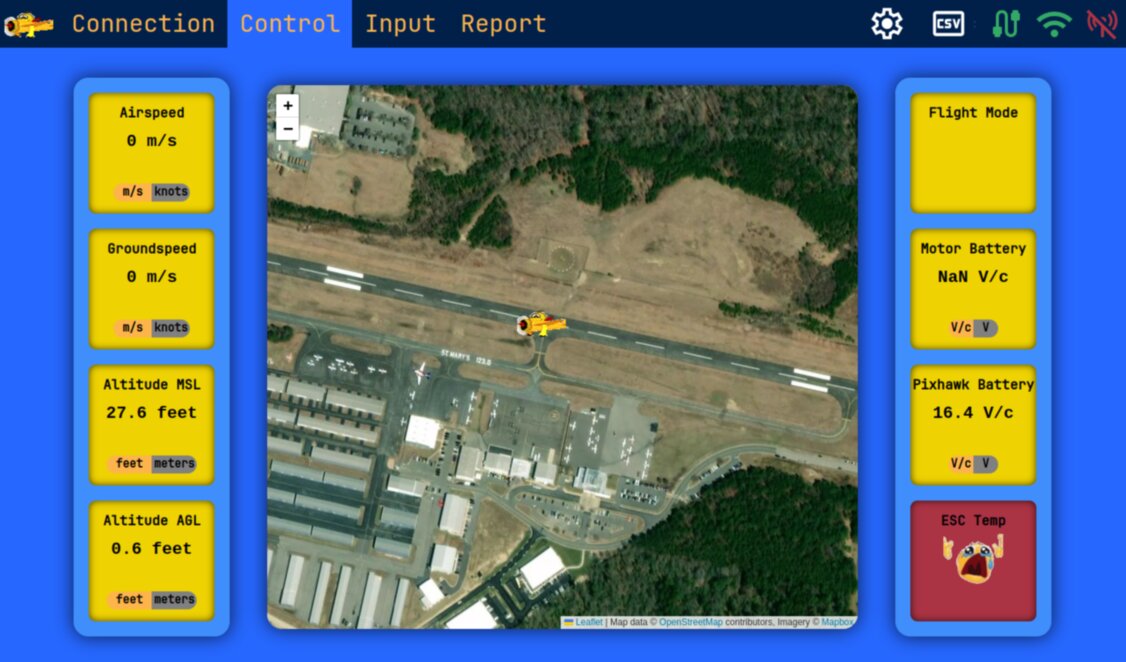 Connection Control Input Report CSV
Airspeed
0 m/s
m/s knots
Groundspeed
0 m/s
m/s knots
Altitude MSL
27.6 feet
feet meters
Altitude AGL
0.6 feet
feet meters
+
−
ST MARY'S 123.0
Leaflet | Map data © OpenStreetMap contributors, Imagery © Mapbox
Flight Mode
Motor Battery
NaN V/c
V/c V
Pixhawk Battery
16.4 V/c
V/c V
ESC Temp